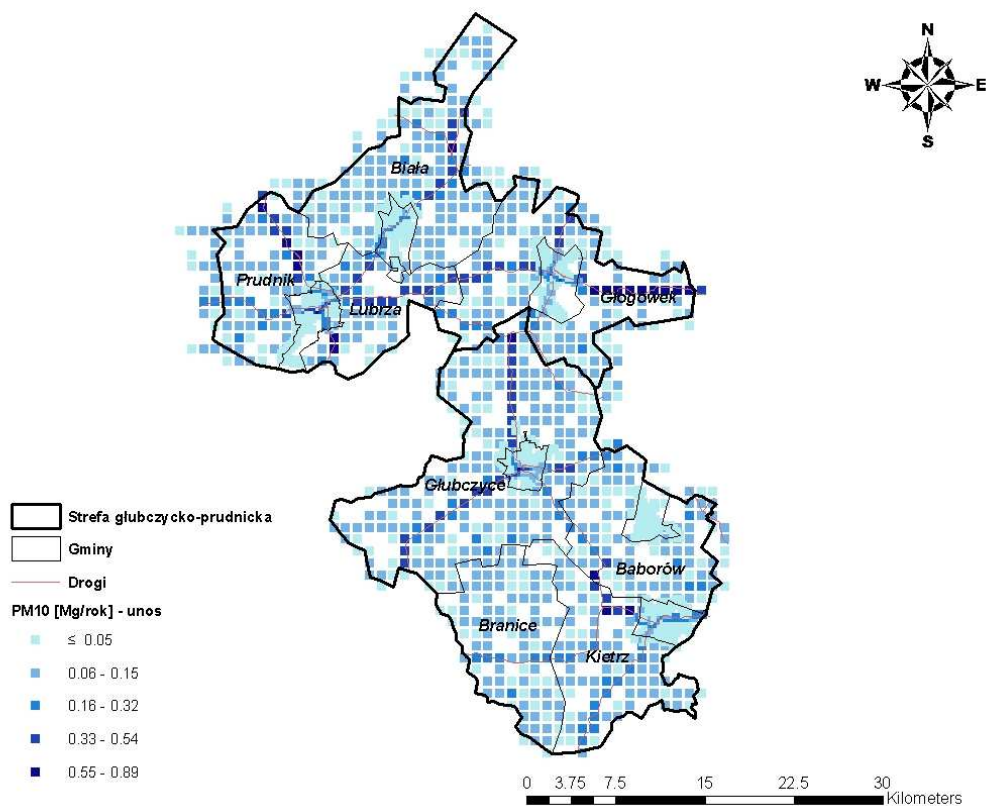 N
W E
S
Biała
Prudnik
Lubrza
Głogówek
Głubczyce
Baborów
Branice
Kietrz
Strefa głubczycko-prudnicka
Gminy
Drogi
PM10 [Mg/rok] - unos
≤ 0.05
0.06 - 0.15
0.16 - 0.32
0.33 - 0.54
0.55 - 0.89
0 3.75 7.5 15 22.5 30
Kilometers